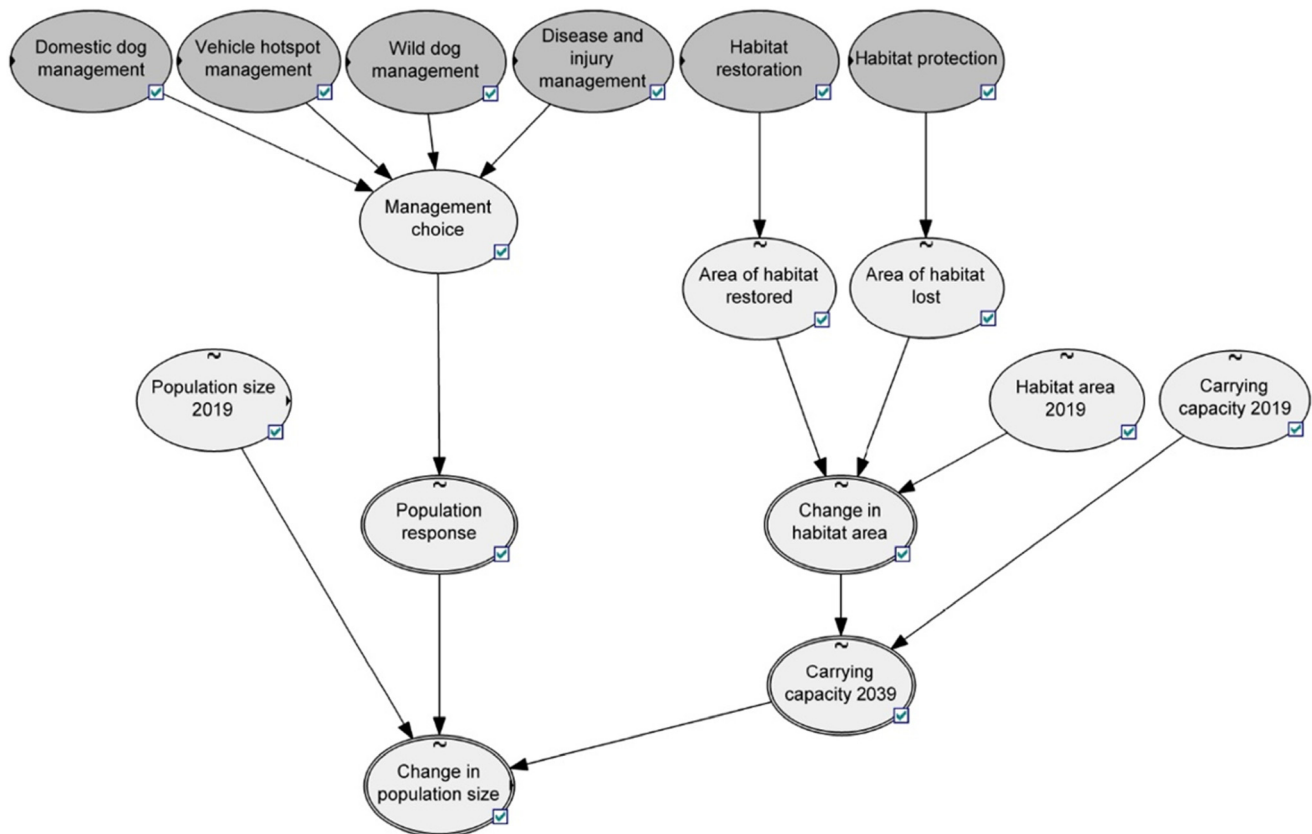 Domestic dog
management
Vehicle hotspot
management
Wild dog
management
Disease and
injury
management
Habitat
restoration
Habitat protection
Management
choice
~
Area of habitat
restored
~
Area of habitat
lost
~
Population size
2019
~
Habitat area
2019
~
Carrying
capacity 2019
~
Population
response
~
Change in
habitat area
~
Carrying
capacity 2039
~
Change in
population size